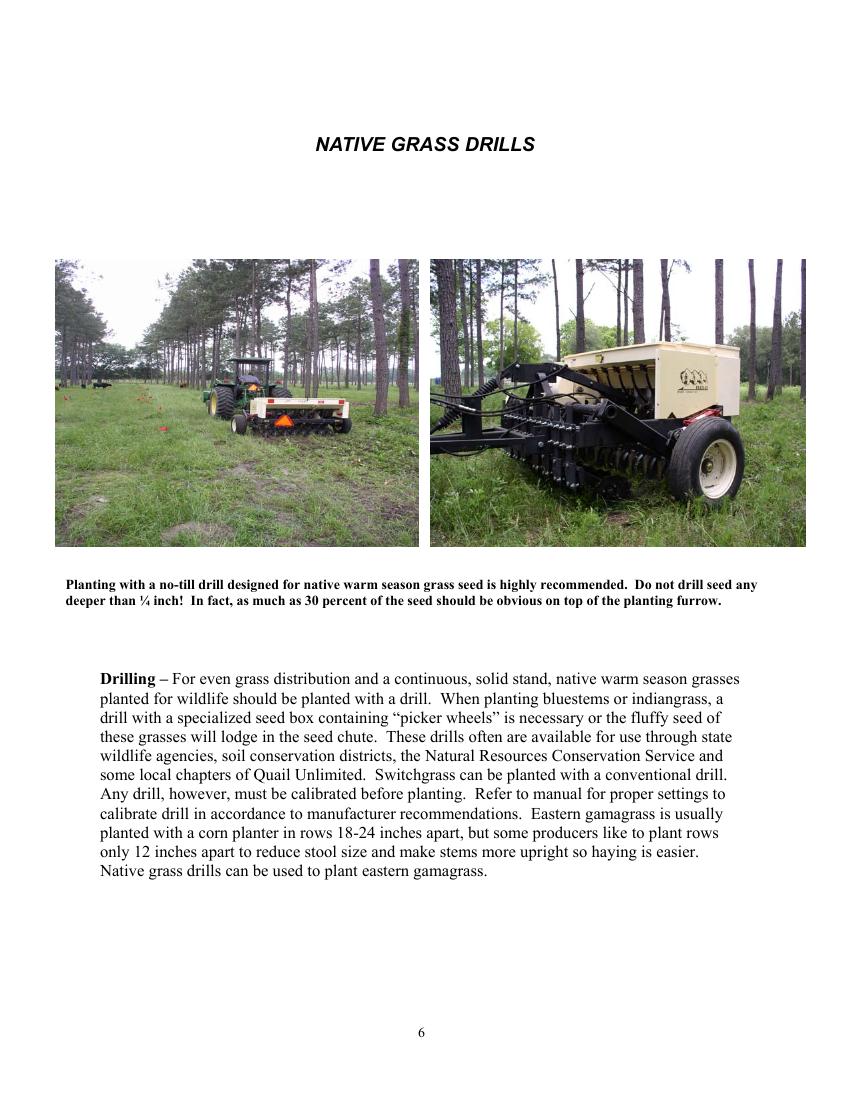 NATIVE GRASS DRILLS
Planting with a no-till drill designed for native warm season grass seed is highly recommended.  Do not drill seed any
deeper than ¼ inch!  In fact, as much as 30 percent of the seed should be obvious on top of the planting furrow.
Drilling – For even grass distribution and a continuous, solid stand, native warm season grasses
planted for wildlife should be planted with a drill.  When planting bluestems or indiangrass, a
drill with a specialized seed box containing “picker wheels” is necessary or the fluffy seed of
these grasses will lodge in the seed chute.  These drills often are available for use through state
wildlife agencies, soil conservation districts, the Natural Resources Conservation Service and
some local chapters of Quail Unlimited.  Switchgrass can be planted with a conventional drill.
Any drill, however, must be calibrated before planting.  Refer to manual for proper settings to
calibrate drill in accordance to manufacturer recommendations.  Eastern gamagrass is usually
planted with a corn planter in rows 18-24 inches apart, but some producers like to plant rows
only 12 inches apart to reduce stool size and make stems more upright so haying is easier.
Native grass drills can be used to plant eastern gamagrass.
6